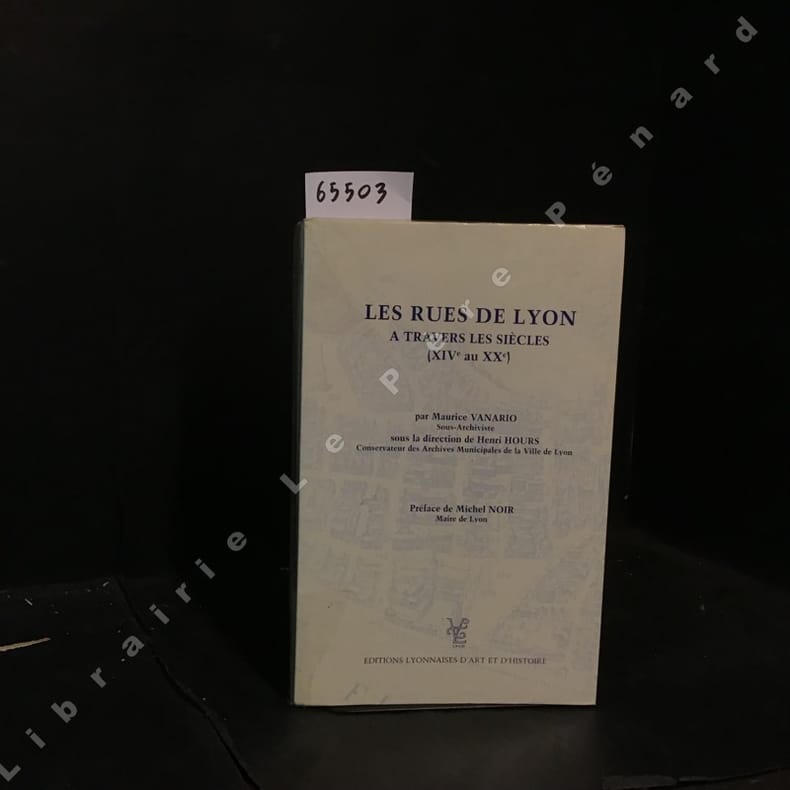 65503
LES RUES DE LYON
A TRAVERS LES SIÈCLES
(XIVe au XXe)
par Maurice VANARIO
Sous-Archiviste
sous la direction de Henri HOURS
Conservateur des Archives Municipales de la Ville de Lyon
Préface de Michel NOIR
Maire de Lyon
EDITIONS LYONNAISES D'ART ET D'HISTOIRE
Librairie Le Père Pénard